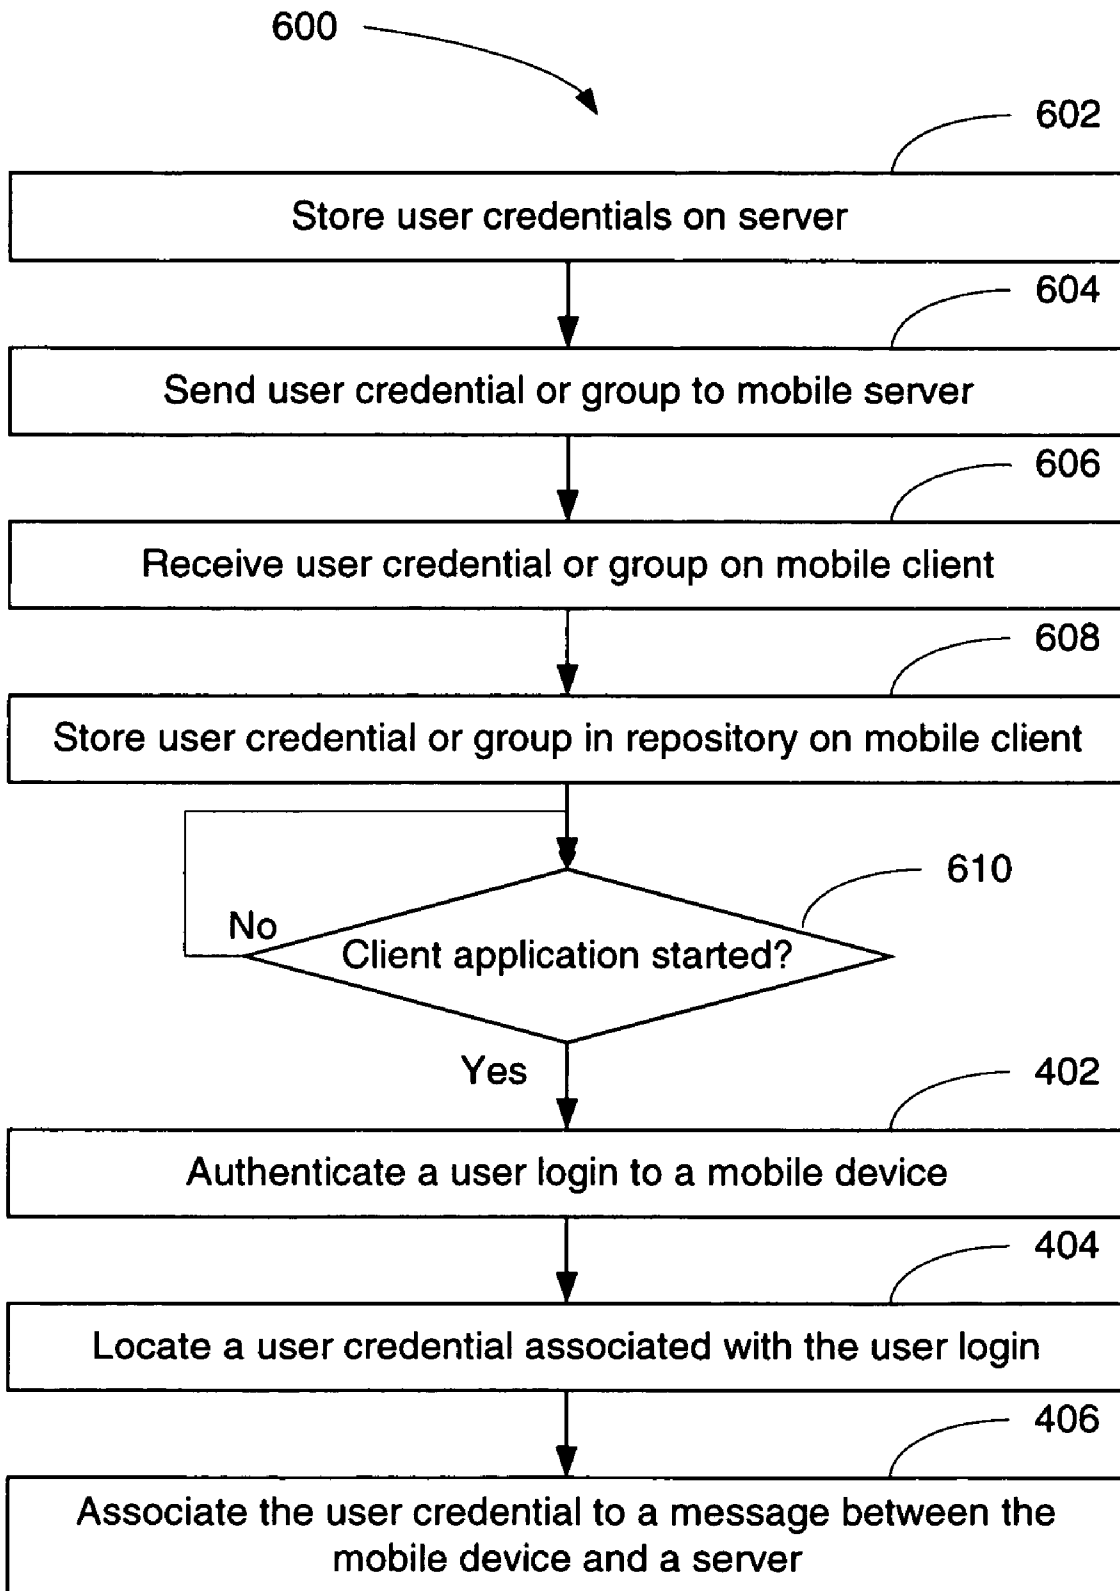 600
602
Store user credentials on server
604
Send user credential or group to mobile server
606
Receive user credential or group on mobile client
608
Store user credential or group in repository on mobile client
610
No
Client application started?
Yes
402
Authenticate a user login to a mobile device
404
Locate a user credential associated with the user login
406
Associate the user credential to a message between the
mobile device and a server